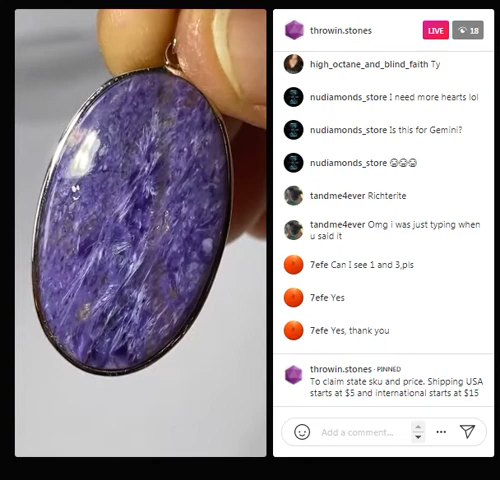 throwin.stones
LIVE
18
high_octane_and_blind_faith Ty
nudiamonds_store I need more hearts lol
nudiamonds_store Is this for Gemini?
nudiamonds_store 😭😭😭
tandme4ever Richterite
tandme4ever Omg I was just typing when
u said it
7efe Can I see 1 and 3,pls
7efe Yes
7efe Yes, thank you
throwin.stones · PINNED
To claim state sku and price. Shipping USA
starts at $5 and international starts at $15
Add a comment...